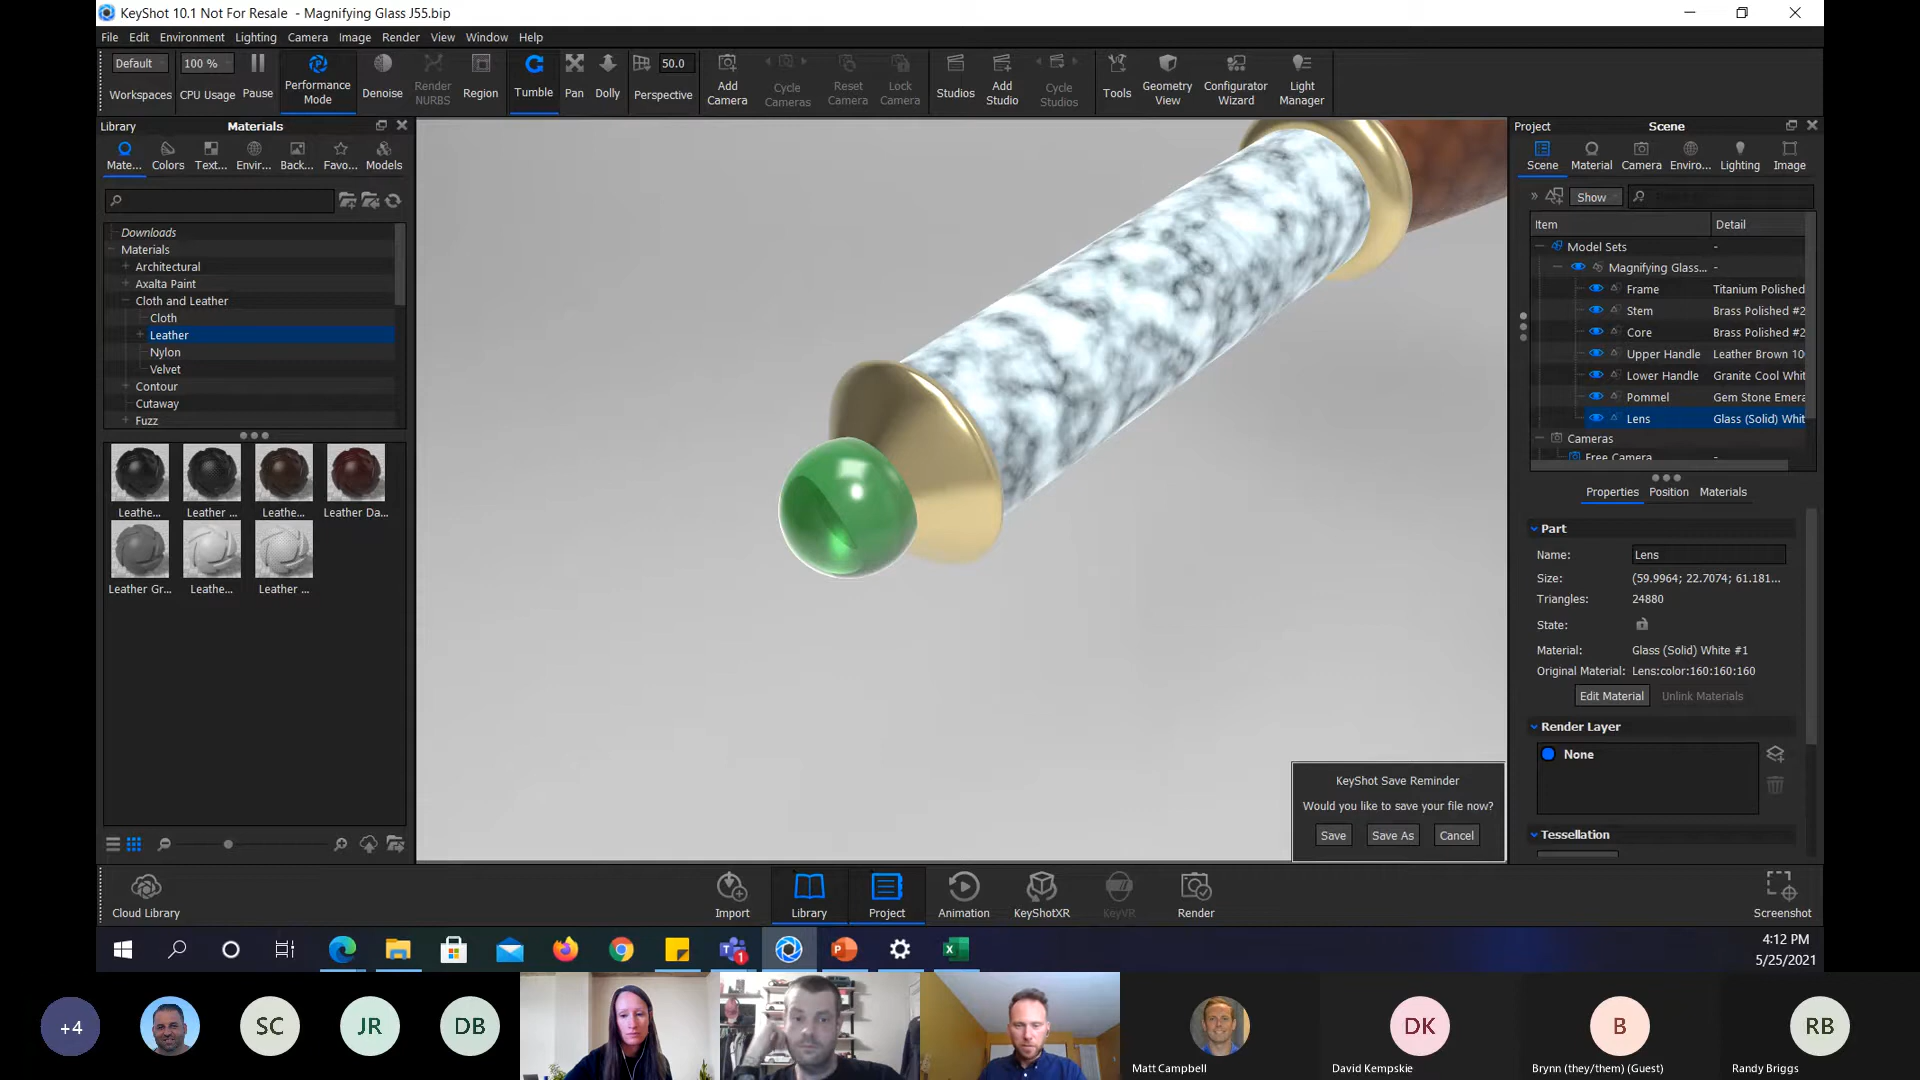 KeyShot 10.1 Not For Resale - Magnifying Glass J55.bip
File Edit Environment Lighting Camera Image Render View Window Help
Default 100 % 50.0
Workspaces CPU Usage Pause Performance Mode Denoise Render NURBS Region Tumble Pan Dolly Perspective Add Camera Cycle Cameras Reset Camera Lock Camera Studios Add Studio Cycle Studios Tools Geometry View Configurator Wizard Light Manager
Library Materials
Mate... Colors Text... Envir... Back... Favo... Models
Downloads
Materials
Architectural
Axalta Paint
Cloth and Leather
Cloth
Leather
Nylon
Velvet
Contour
Cutaway
Fuzz
Leathe... Leather ... Leathe... Leather Da...
Leather Gr... Leathe... Leather ...
Project Scene
Scene Material Camera Enviro... Lighting Image
Show
Item Detail
Model Sets -
Magnifying Glass... -
Frame Titanium Polished
Stem Brass Polished #2
Core Brass Polished #2
Upper Handle Leather Brown 10
Lower Handle Granite Cool Whit
Pommel Gem Stone Emera
Lens Glass (Solid) Whit
Cameras
Free Camera -
Properties Position Materials
Part
Name: Lens
Size: (59.9964; 22.7074; 61.181...
Triangles: 24880
State:
Material: Glass (Solid) White #1
Original Material: Lens:color:160:160:160
Edit Material Unlink Materials
Render Layer
None
Tessellation
KeyShot Save Reminder
Would you like to save your file now?
Save Save As Cancel
Cloud Library Import Library Project Animation KeyShotXR KeyVR Render Screenshot
4:12 PM
5/25/2021
+4 SC JR DB DK B RB
Matt Campbell David Kempskie Brynn (they/them) (Guest) Randy Briggs